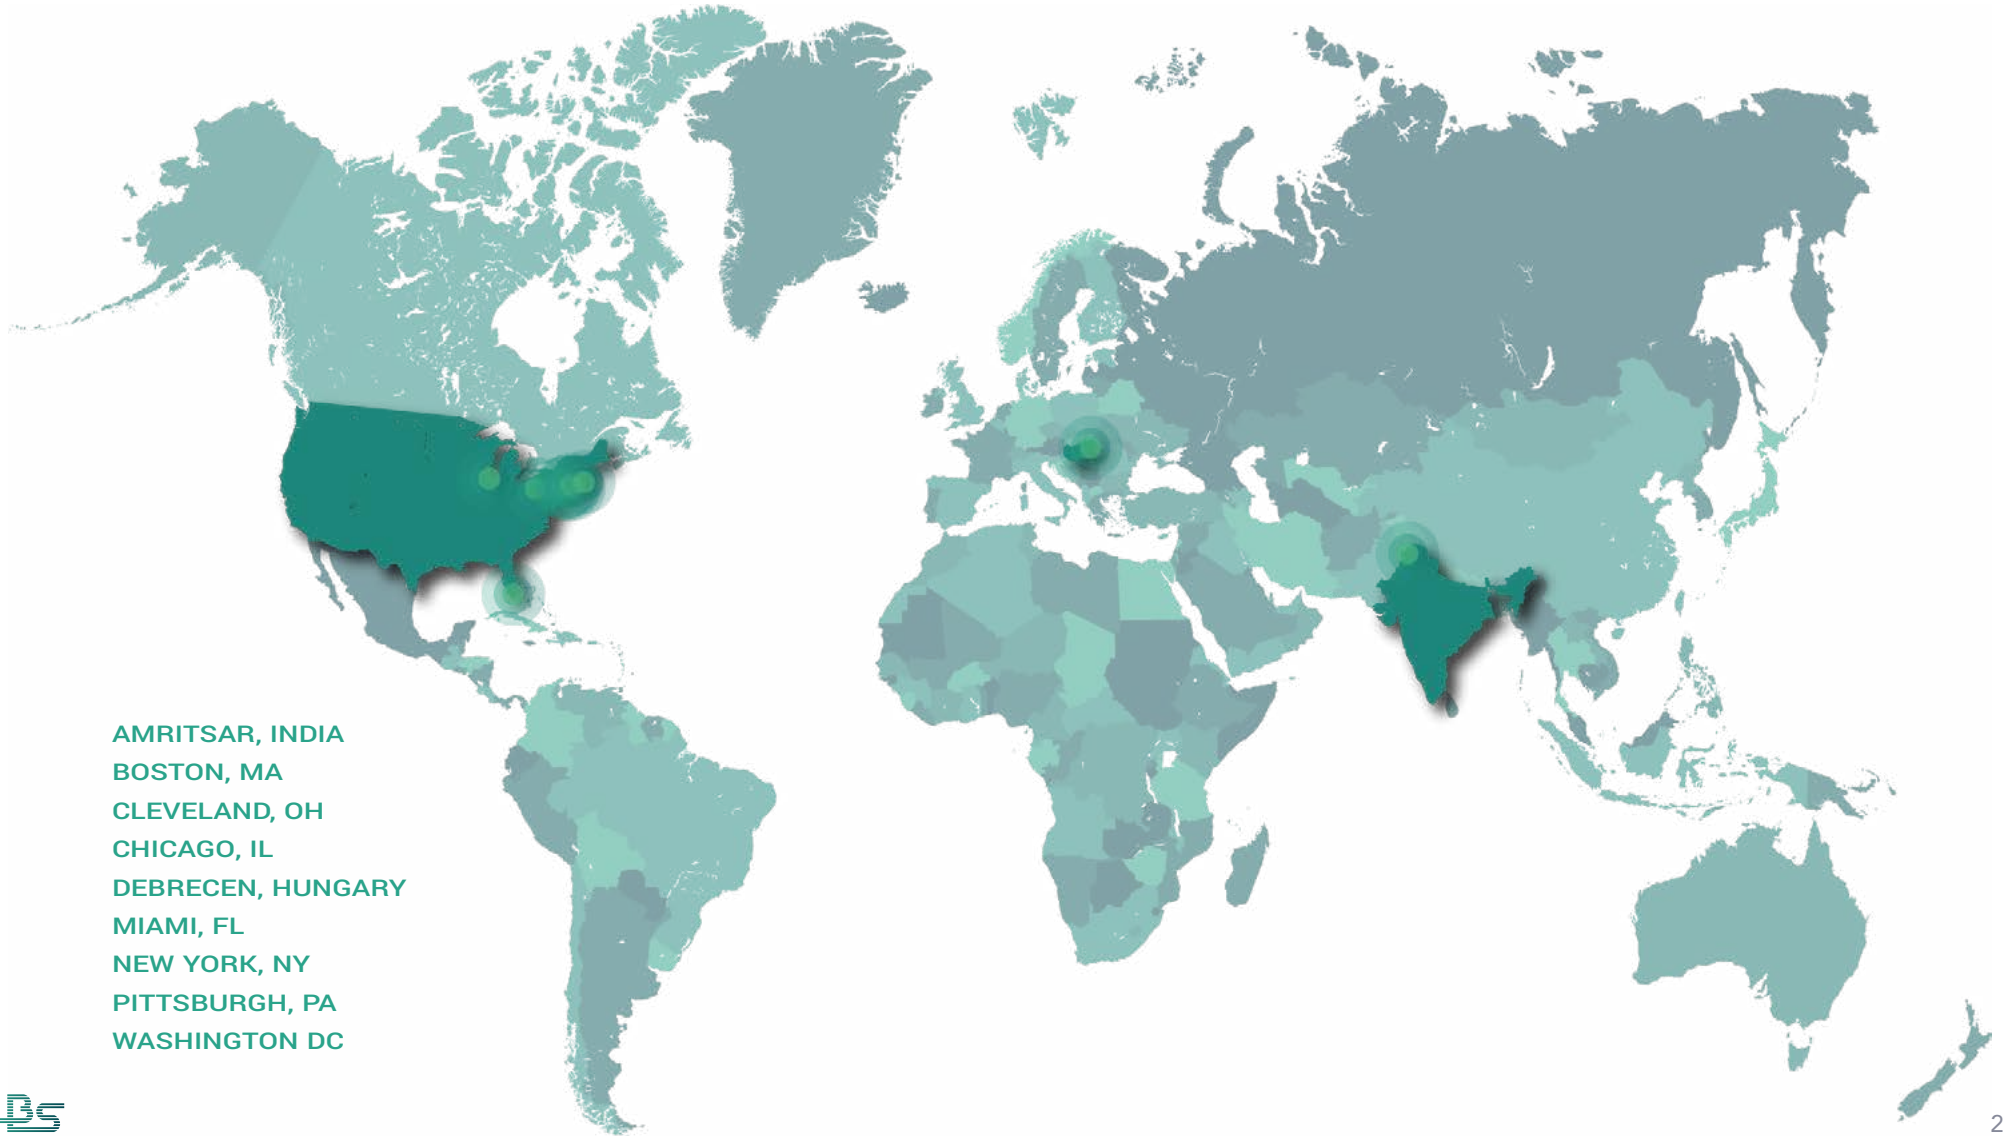 AMRITSAR, INDIA
BOSTON, MA
CLEVELAND, OH
CHICAGO, IL
DEBRECEN, HUNGARY
MIAMI, FL
NEW YORK, NY
PITTSBURGH, PA
WASHINGTON DC
BS
2